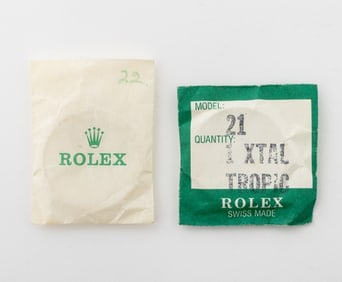 22
ROLEX
MODEL:
21
QUANTITY:
1 XTAL
TROPIC
ROLEX
SWISS MADE